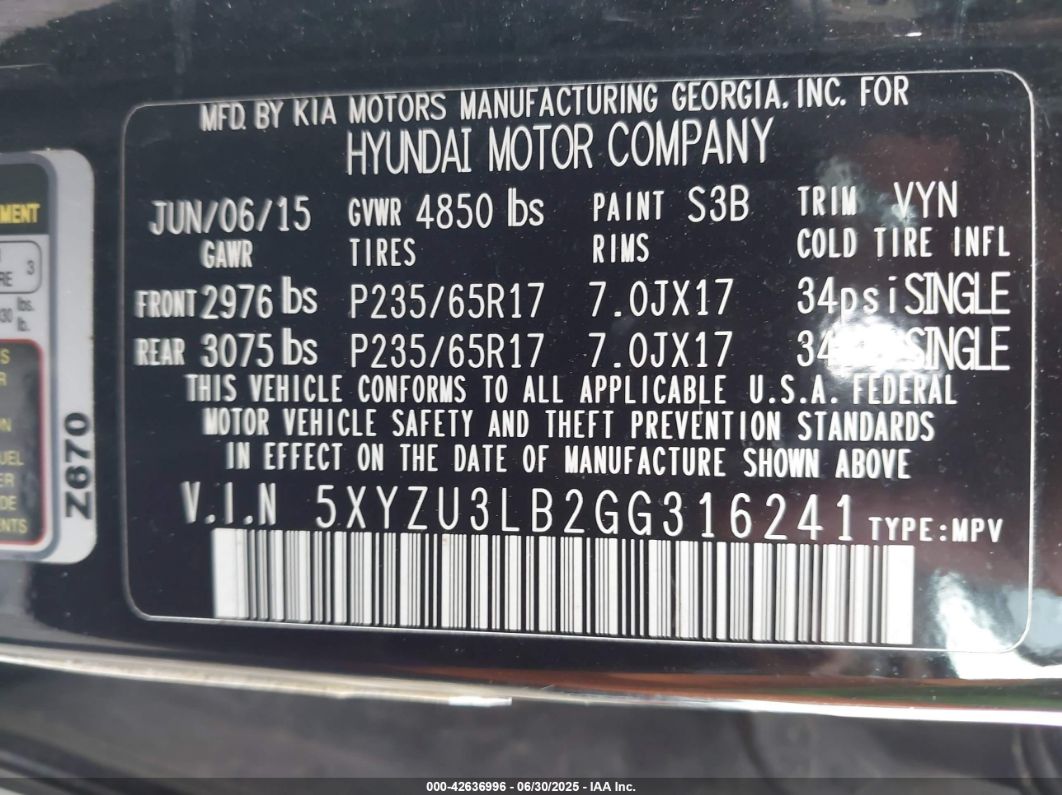 MFD. BY KIA MOTORS MANUFACTURING GEORGIA, INC. FOR
HYUNDAI MOTOR COMPANY
JUN/06/15 GVWR 4850 lbs PAINT S3B TRIM VYN
GAWR TIRES RIMS COLD TIRE INFL
FRONT 2976 lbs P235/65R17 7.0JX17 34psi SINGLE
REAR 3075 lbs P235/65R17 7.0JX17 34 SINGLE
THIS VEHICLE CONFORMS TO ALL APPLICABLE U.S.A. FEDERAL
MOTOR VEHICLE SAFETY AND THEFT PREVENTION STANDARDS
IN EFFECT ON THE DATE OF MANUFACTURE SHOWN ABOVE
V.I.N 5XYZU3LB2GG316241 TYPE:MPV
3
lbs.
lb.
Z670
000-42636996 - 06/30/2025 - IAA Inc.